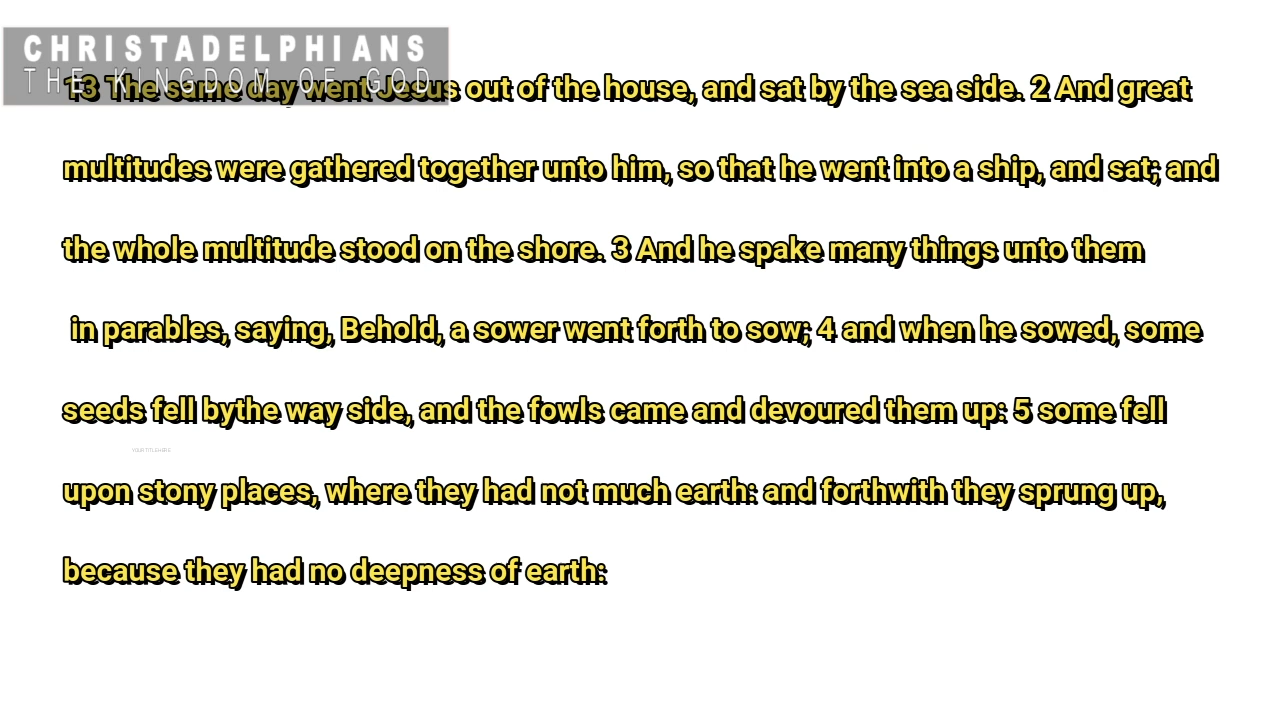 CHRISTADELPHIANS
THE KINGDOM OF GOD
13 The same day went Jesus out of the house, and sat by the sea side. 2 And great
multitudes were gathered together unto him, so that he went into a ship, and sat; and
the whole multitude stood on the shore. 3 And he spake many things unto them
in parables, saying, Behold, a sower went forth to sow; 4 and when he sowed, some
seeds fell bythe way side, and the fowls came and devoured them up: 5 some fell
YOUR TITLE HERE
upon stony places, where they had not much earth: and forthwith they sprung up,
because they had no deepness of earth: